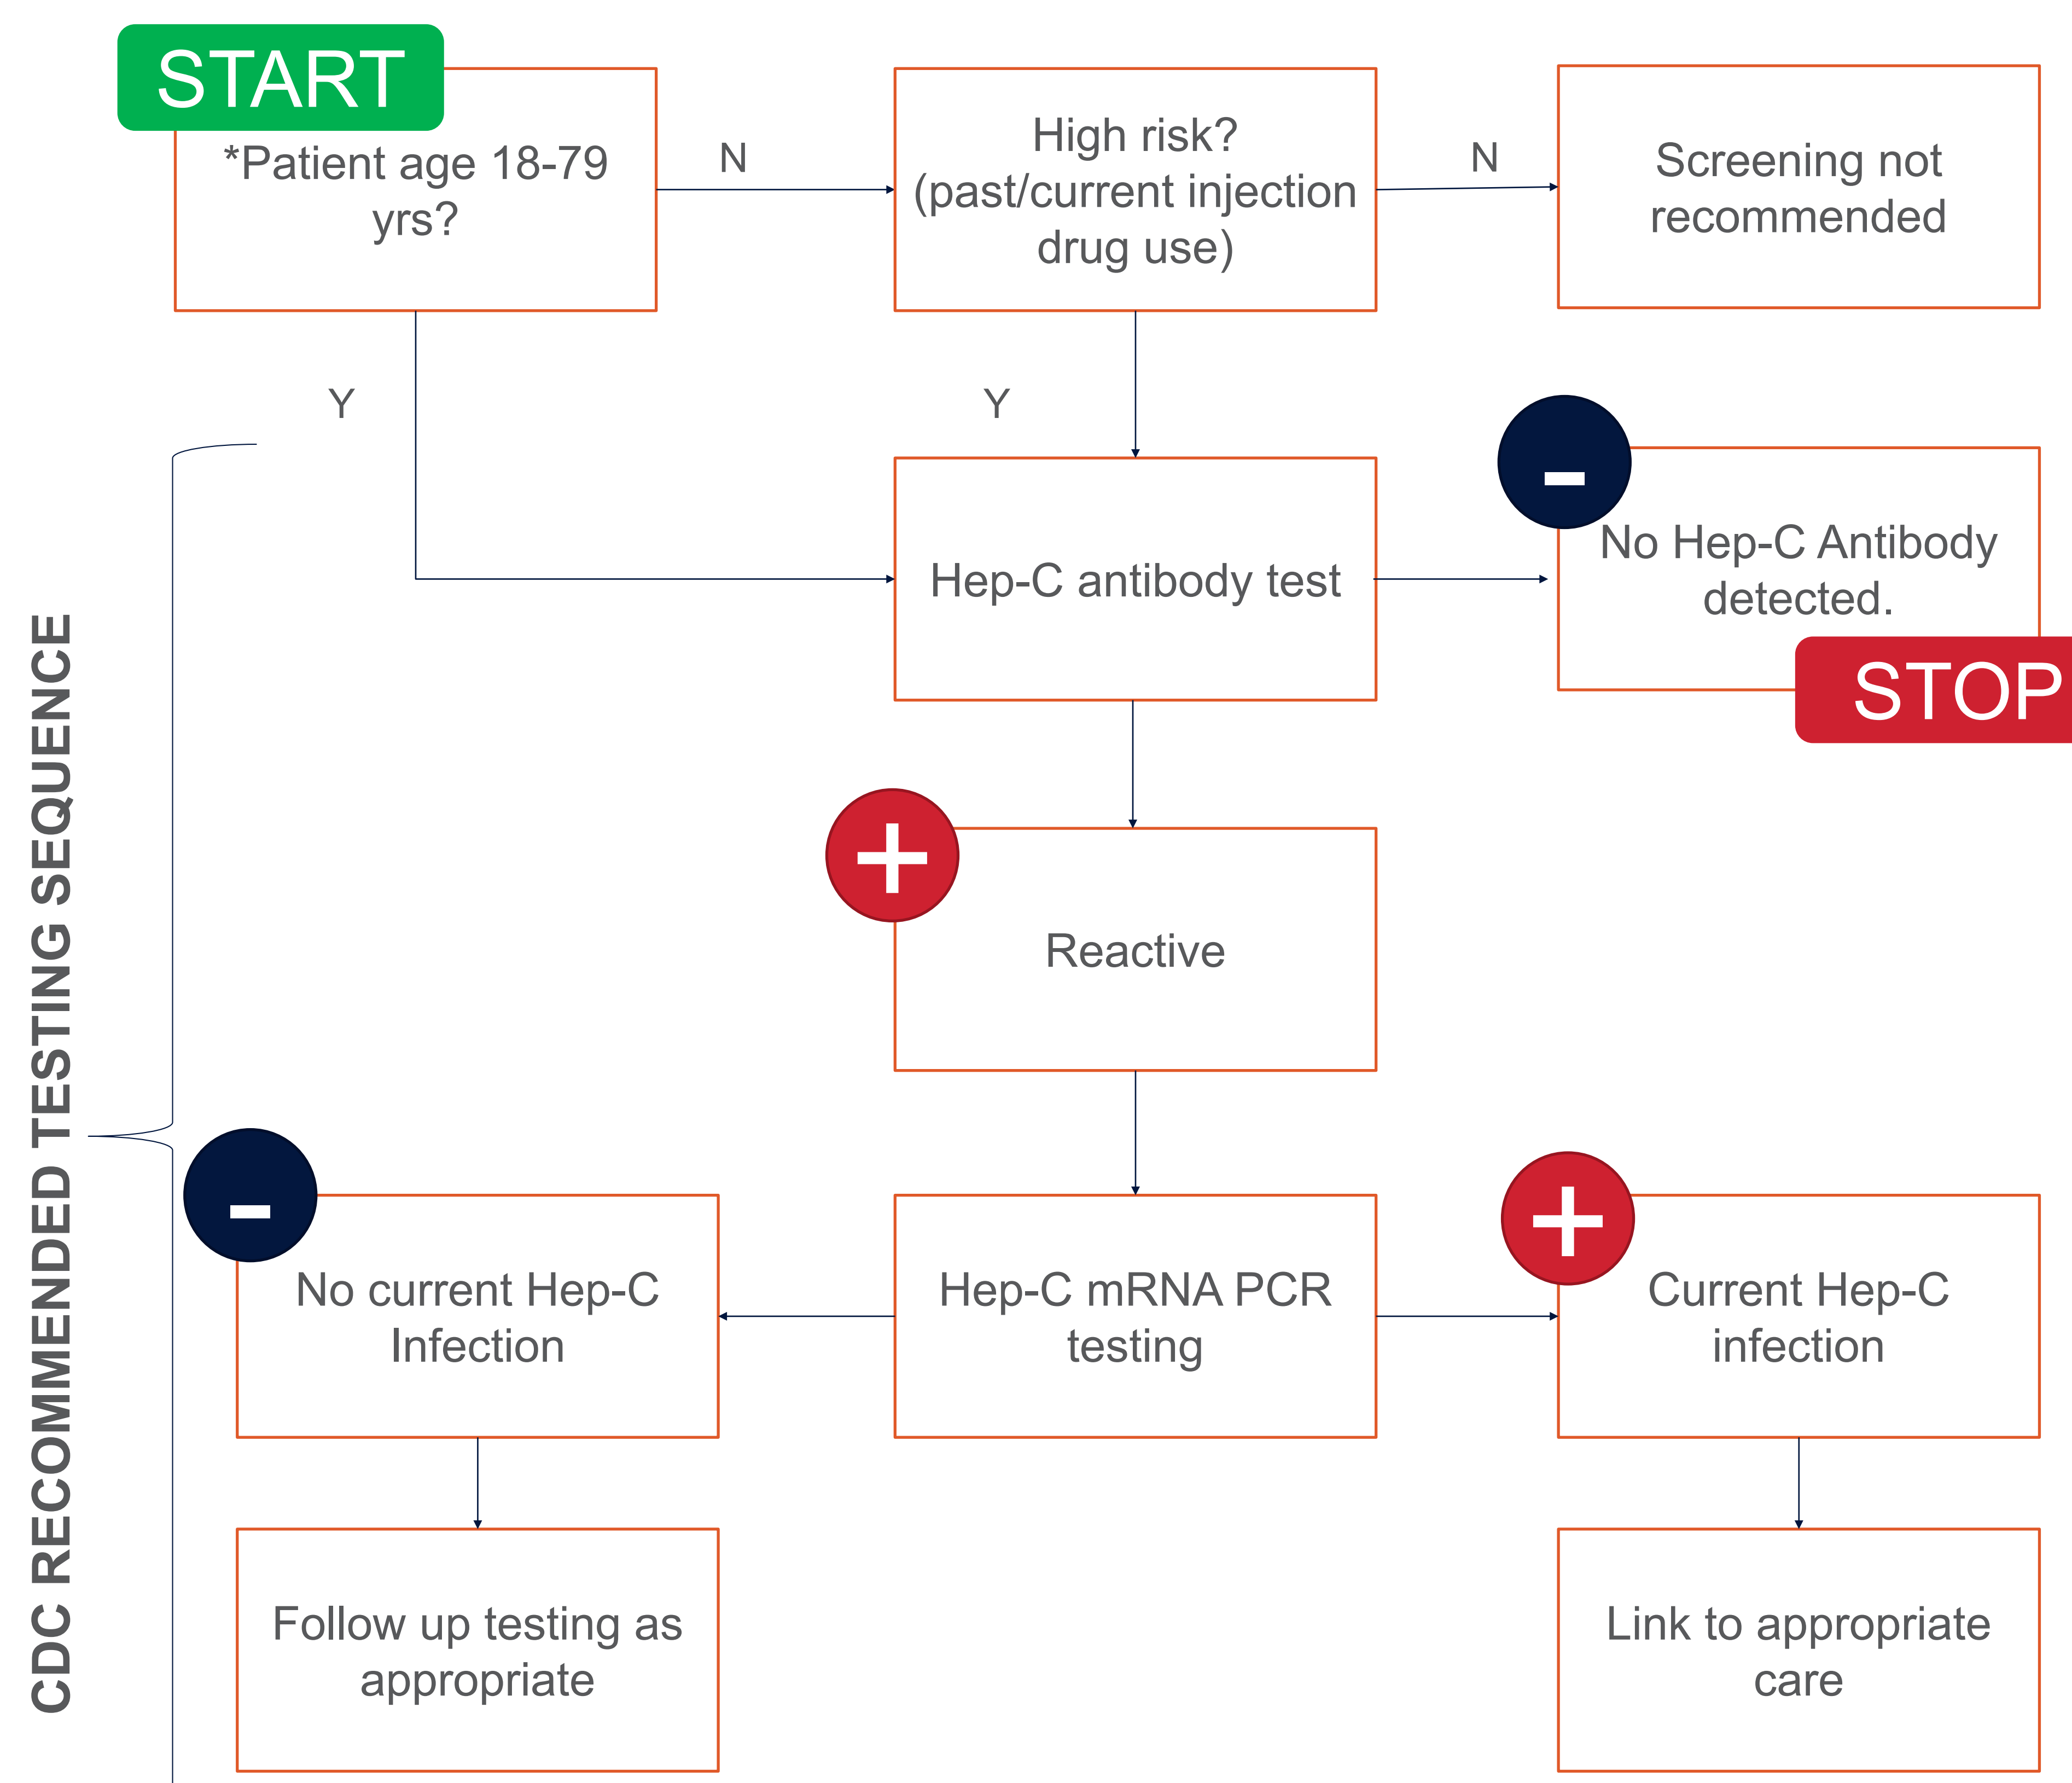 START
*Patient age 18-79
yrs?
N
High risk?
(past/current injection
drug use)
N
Screening not
recommended
Y
Y
Hep-C antibody test
-
No Hep-C Antibody
detected.
STOP
+
Reactive
CDC RECOMMENDED TESTING SEQUENCE
-
No current Hep-C
Infection
Hep-C mRNA PCR
testing
+
Current Hep-C
infection
Follow up testing as
appropriate
Link to appropriate
care